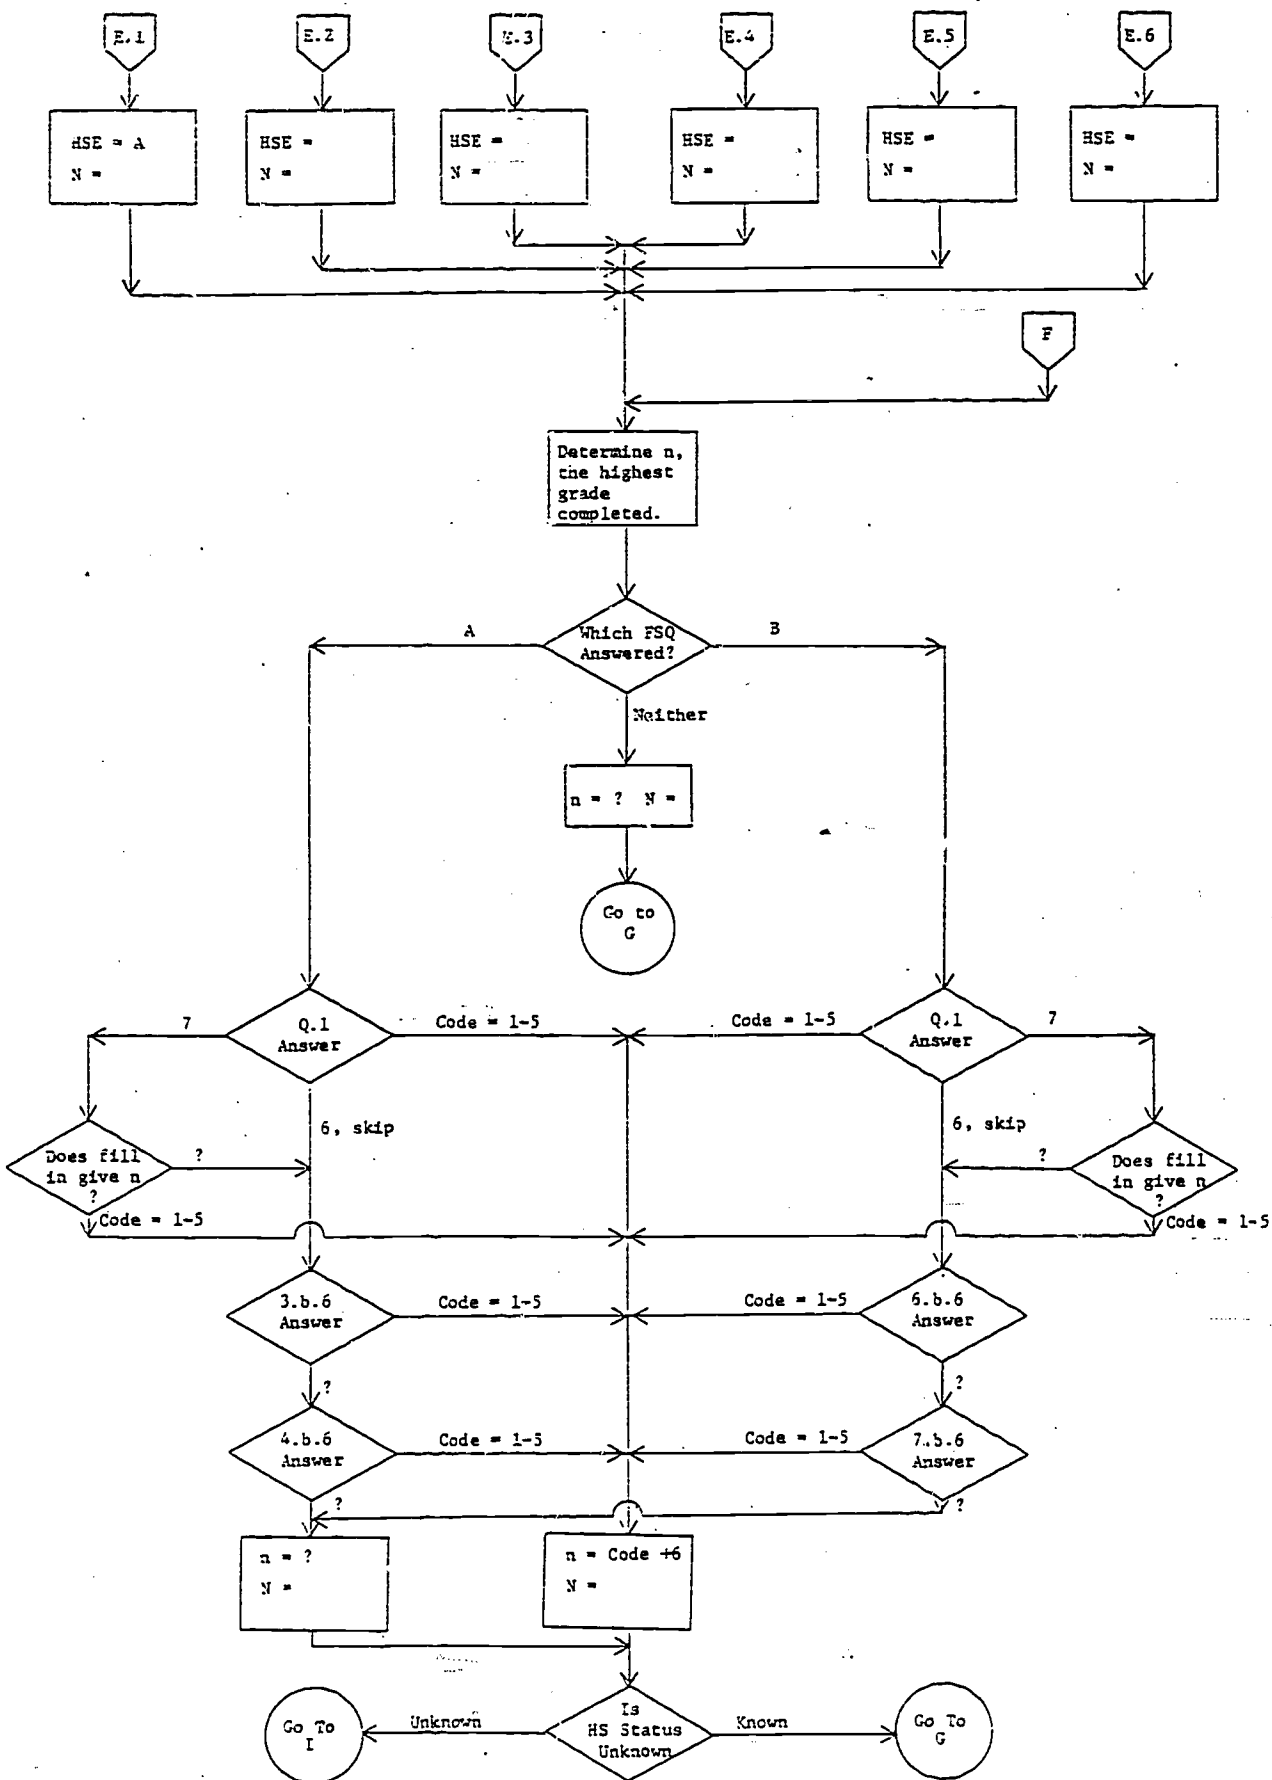 E.1
E.2
E.3
E.4
E.5
E.6
HSE = A
N =
HSE =
N =
HSE =
N =
HSE =
N =
HSE =
N =
HSE =
N =
F
Determine n,
the highest
grade
completed.
Which FSQ
Answered?
A
B
Neither
n = ? N =
Go to
G
7
Q.1
Answer
Code = 1-5
Code = 1-5
Q.1
Answer
7
6, skip
6, skip
Does fill
in give n
?
?
?
Does fill
in give n
?
Code = 1-5
Code = 1-5
3.b.6
Answer
Code = 1-5
Code = 1-5
6.b.6
Answer
?
?
4.b.6
Answer
Code = 1-5
Code = 1-5
7.b.6
Answer
?
?
n = ?
N =
n = Code +6
N =
Go To
I
Unknown
Is
HS Status
Unknown
Known
Go To
G